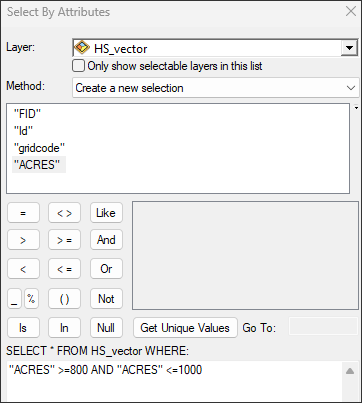 Select By Attributes
Layer: HS_vector
Only show selectable layers in this list
Method: Create a new selection
"FID"
"Id"
"gridcode"
"ACRES"
= < > Like
> > = And
< < = Or
_ % ( ) Not
Is In Null Get Unique Values Go To:
SELECT * FROM HS_vector WHERE:
"ACRES" >=800 AND "ACRES" <=1000